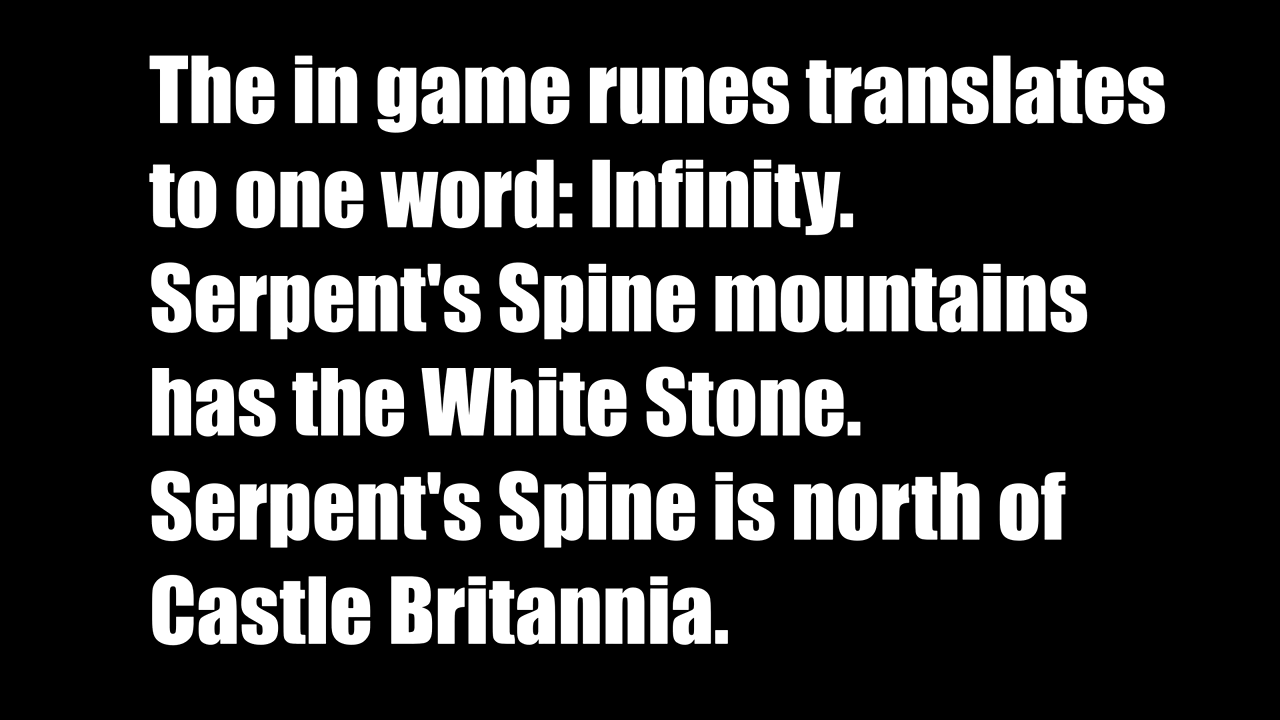 The in game runes translates
to one word: Infinity.
Serpent's Spine mountains
has the White Stone.
Serpent's Spine is north of
Castle Britannia.